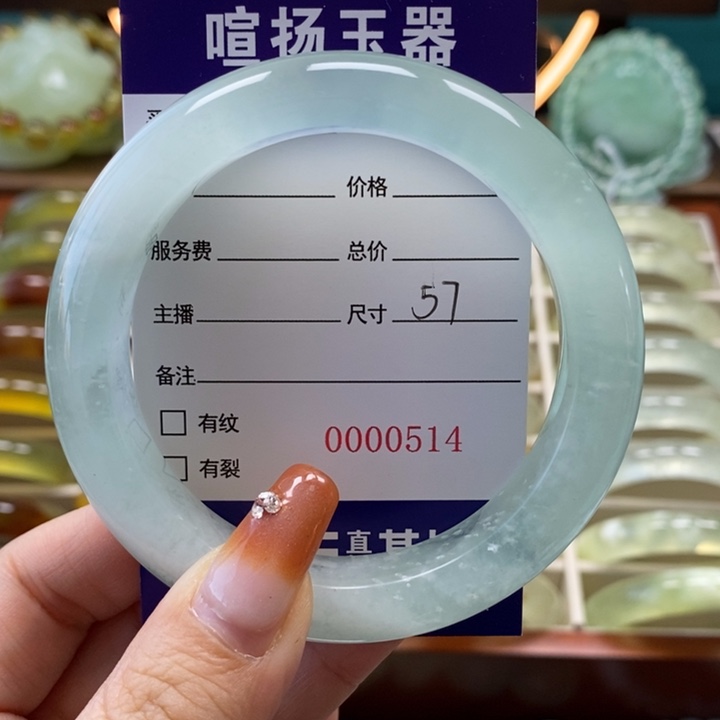 喧扬玉器
价格
服务费 总价
主播 尺寸 57
备注
有纹
0000514
有裂